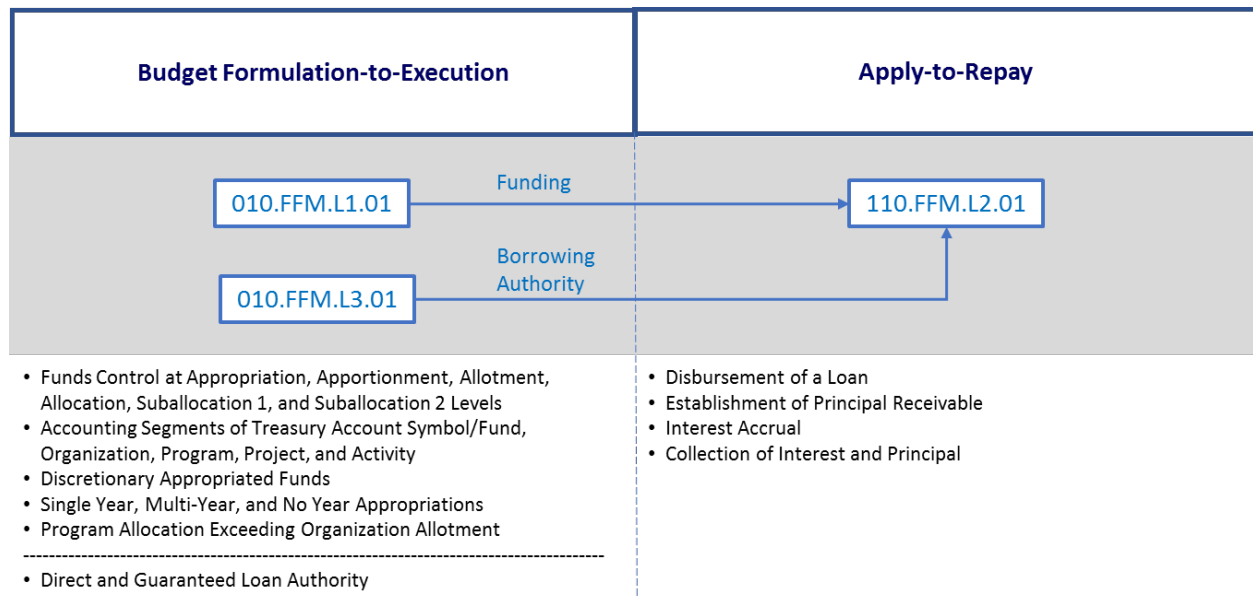 Budget Formulation-to-Execution
Apply-to-Repay
010.FFM.L1.01
Funding
110.FFM.L2.01
Borrowing
Authority
010.FFM.L3.01
• Funds Control at Appropriation, Apportionment, Allotment,
Allocation, Suballocation 1, and Suballocation 2 Levels
• Accounting Segments of Treasury Account Symbol/Fund,
Organization, Program, Project, and Activity
• Discretionary Appropriated Funds
• Single Year, Multi-Year, and No Year Appropriations
• Program Allocation Exceeding Organization Allotment
-----------------------------------------------------------------------------------------
• Direct and Guaranteed Loan Authority
• Disbursement of a Loan
• Establishment of Principal Receivable
• Interest Accrual
• Collection of Interest and Principal